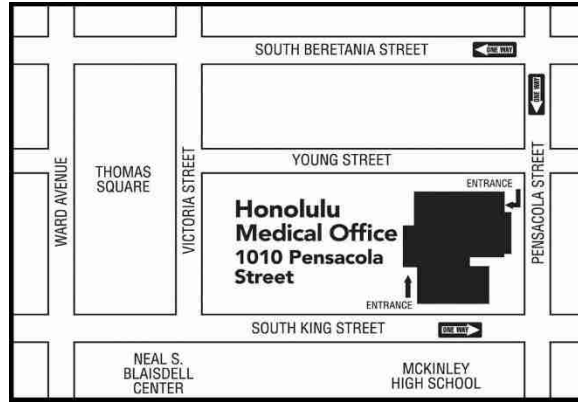 SOUTH BERETANIA STREET
ONE WAY
ONE WAY
WARD AVENUE
THOMAS
SQUARE
VICTORIA STREET
YOUNG STREET
PENSACOLA STREET
ENTRANCE
Honolulu
Medical Office
1010 Pensacola
Street
ENTRANCE
SOUTH KING STREET
ONE WAY
NEAL S.
BLAISDELL
CENTER
MCKINLEY
HIGH SCHOOL